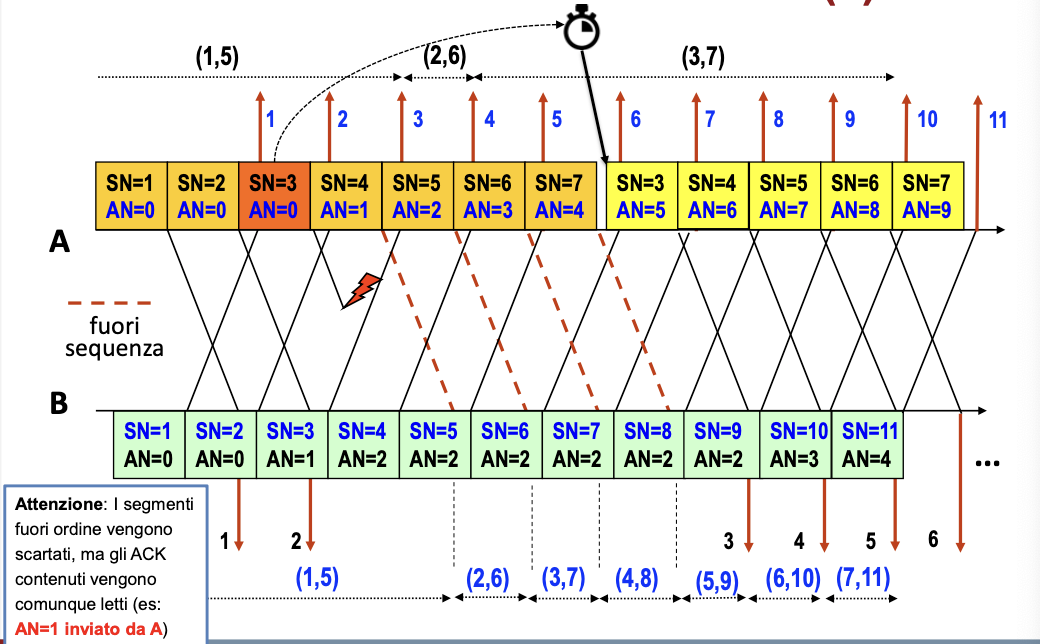 (1,5)
(2,6)
(3,7)
1
2
3
4
5
6
7
8
9
10
11
SN=1
AN=0
SN=2
AN=0
SN=3
AN=0
SN=4
AN=1
SN=5
AN=2
SN=6
AN=3
SN=7
AN=4
SN=3
AN=5
SN=4
AN=6
SN=5
AN=7
SN=6
AN=8
SN=7
AN=9
A
fuori
sequenza
B
SN=1
AN=0
SN=2
AN=0
SN=3
AN=1
SN=4
AN=2
SN=5
AN=2
SN=6
AN=2
SN=7
AN=2
SN=8
AN=2
SN=9
AN=2
SN=10
AN=3
SN=11
AN=4
...
1
2
3
4
5
6
(1,5)
(2,6)
(3,7)
(4,8)
(5,9)
(6,10)
(7,11)
Attenzione: I segmenti
fuori ordine vengono
scartati, ma gli ACK
contenuti vengono
comunque letti (es:
AN=1 inviato da A)